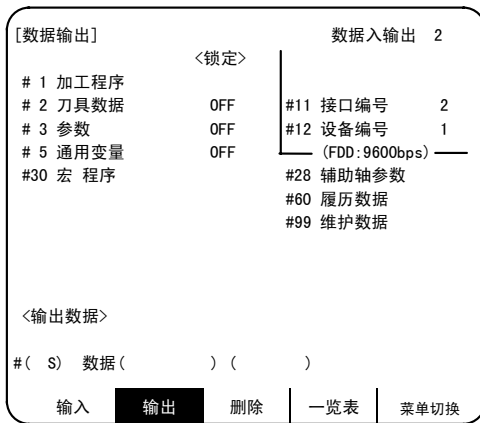 [数据输出] 数据入输出 2
<锁定>
# 1 加工程序
# 2 刀具数据 OFF #11 接口编号 2
# 3 参数 OFF #12 设备编号 1
# 5 通用变量 OFF (FDD:9600bps)
#30 宏 程序 #28 辅助轴参数
#60 履历数据
#99 维护数据
<输出数据>
#( S) 数据( ) ( )
输入 输出 删除 一览表 菜单切换